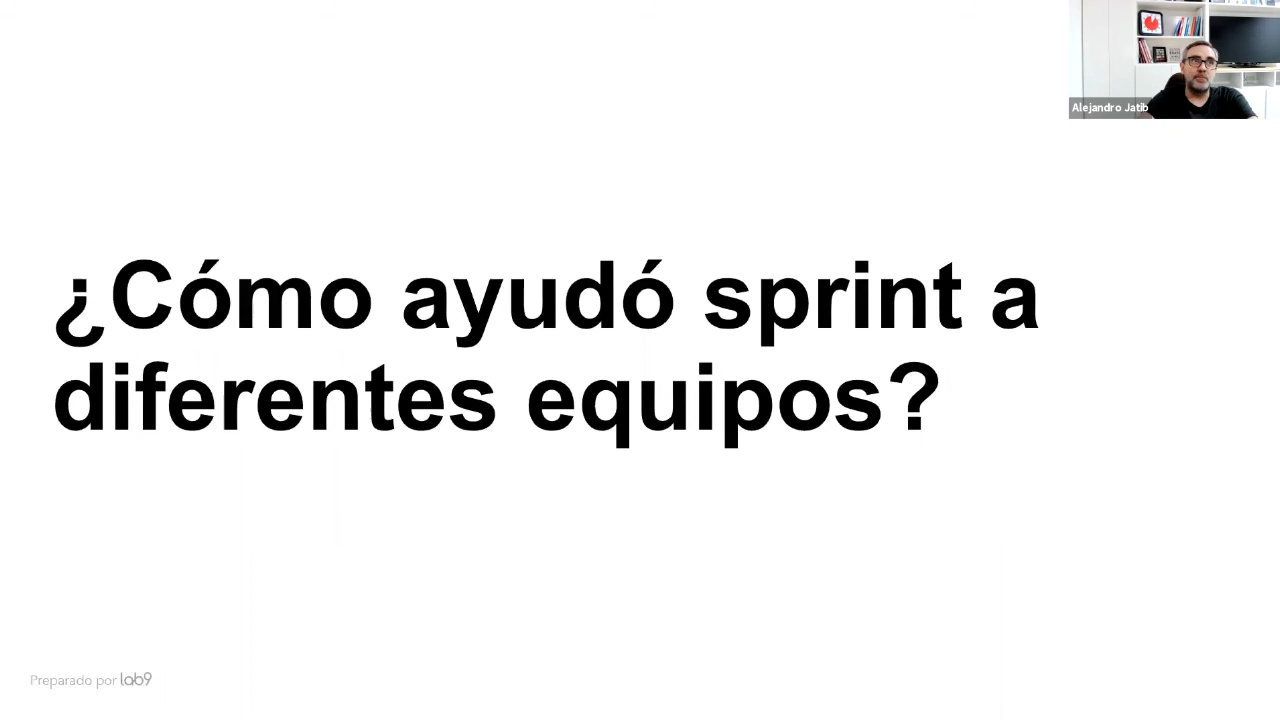 Alejandro Jatib
¿Cómo ayudó sprint a
diferentes equipos?
Preparado por lab9